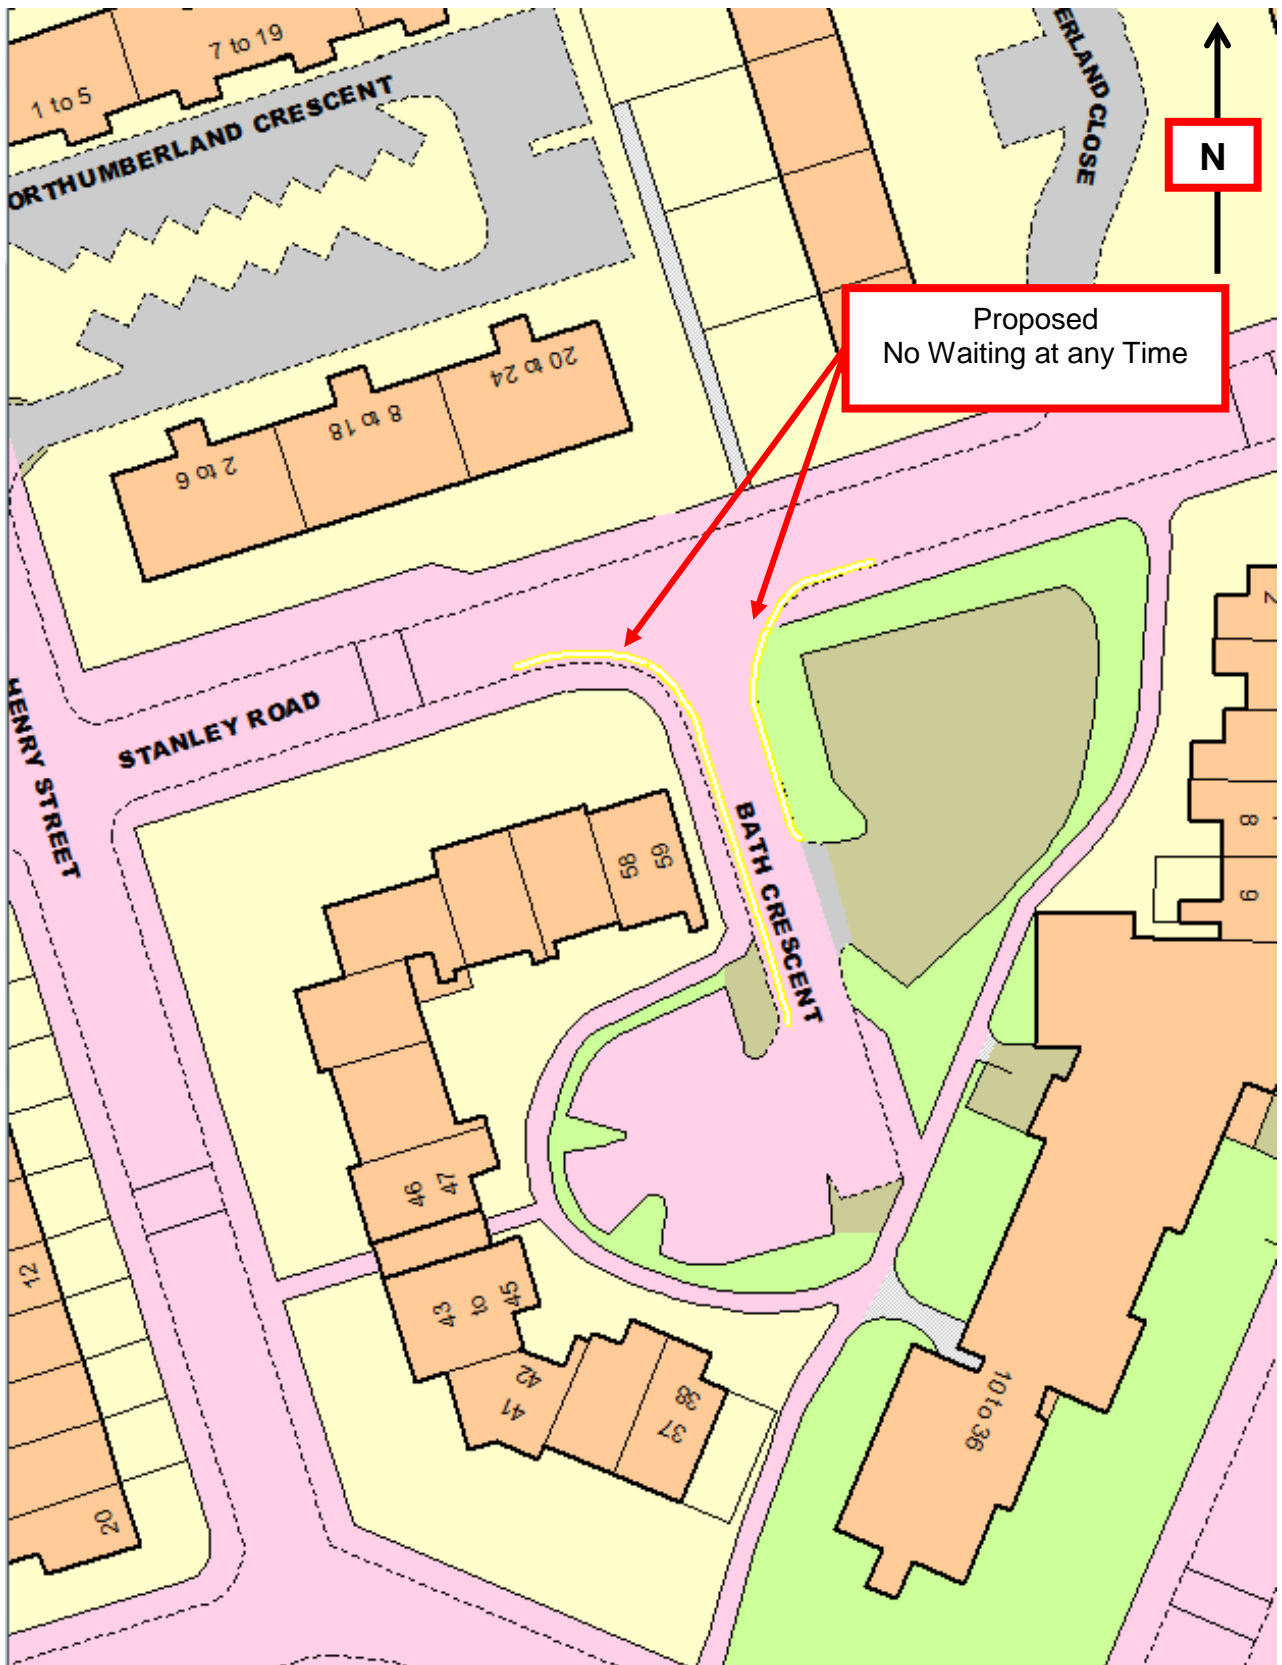 7 to 19
1 to 5
ORTHUMBERLAND CRESCENT
ERLAND CLOSE
N
Proposed
No Waiting at any Time
20 to 24
8 to 18
2 to 6
STANLEY ROAD
HENRY STREET
BATH CRESCENT
2
8
9
59
58
46
47
43
to
45
42
41
38
37
12
20
10 to 36